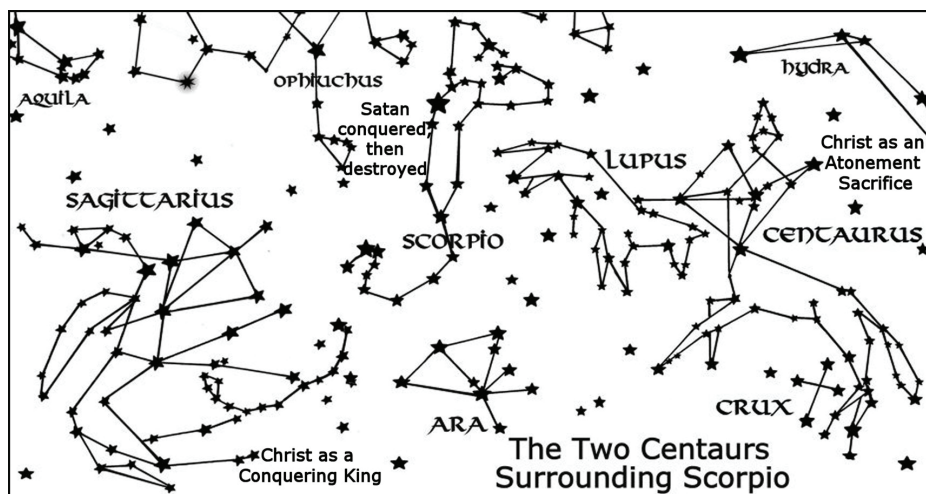 AQUILA
OPHIUCHUS
HYDRA
Satan
conquered,
then
destroyed
LUPUS
Christ as an
Atonement
Sacrifice
SAGITTARIUS
SCORPIO
CENTAURUS
ARA
CRUX
Christ as a
Conquering King
The Two Centaurs
Surrounding Scorpio